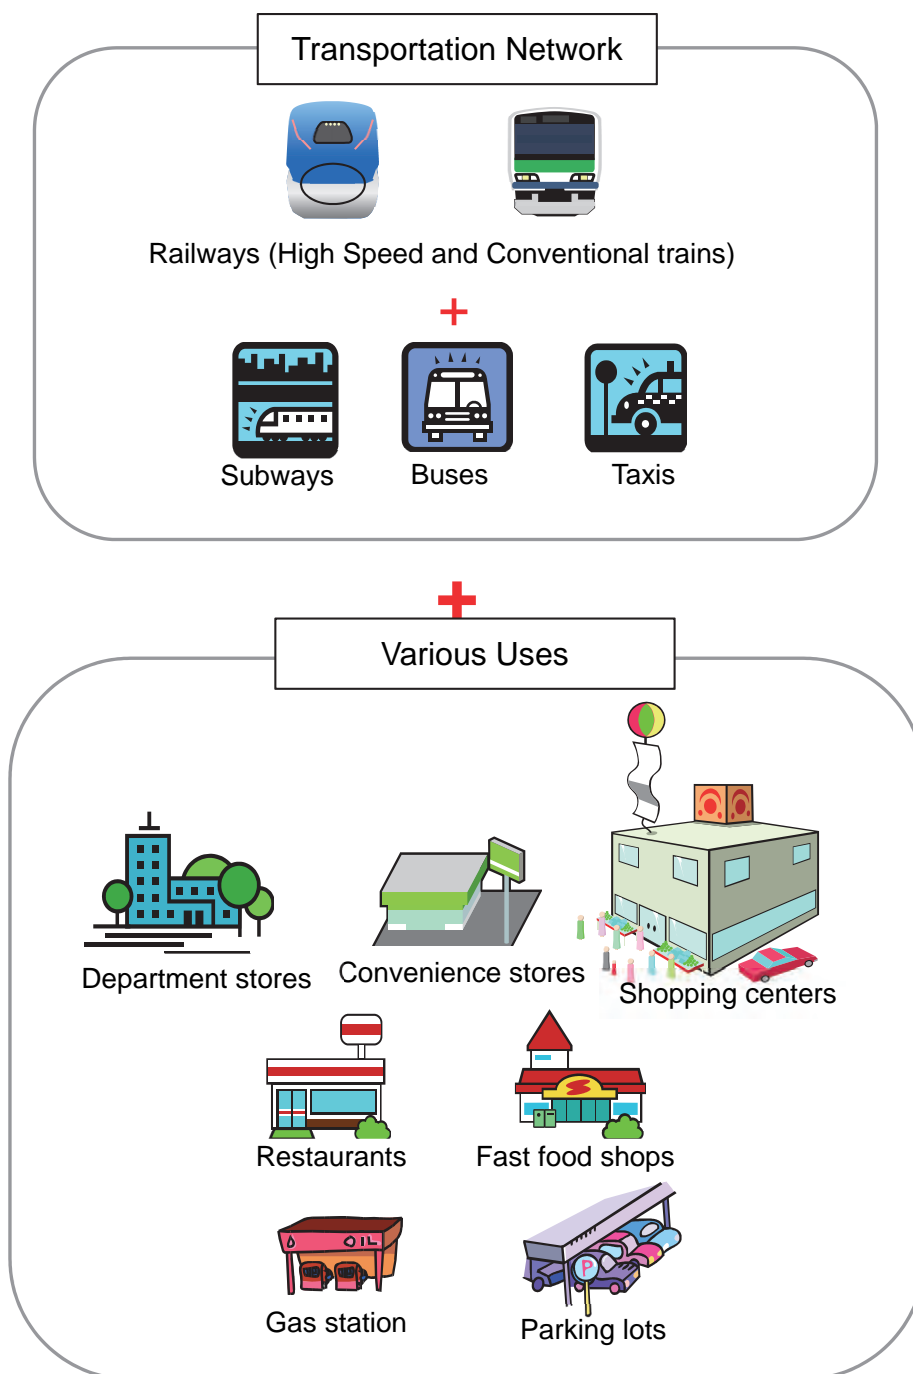 Transportation Network
Railways (High Speed and Conventional trains)
+
Subways
Buses
Taxis
+
Various Uses
Department stores
Convenience stores
Shopping centers
Restaurants
Fast food shops
OIL
Gas station
P
Parking lots